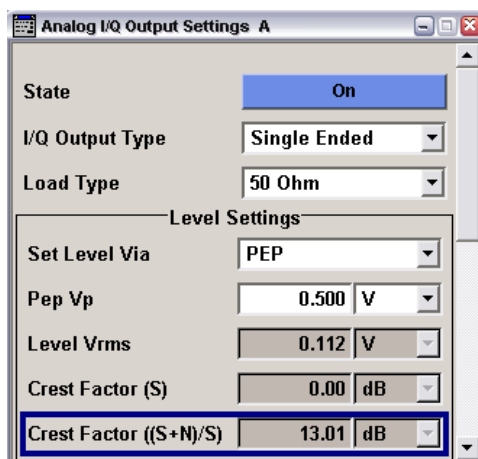 Analog I/Q Output Settings A
State On
I/Q Output Type Single Ended
Load Type 50 Ohm
Level Settings
Set Level Via PEP
Pep Vp 0.500 V
Level Vrms 0.112 V
Crest Factor (S) 0.00 dB
Crest Factor ((S+N)/S) 13.01 dB